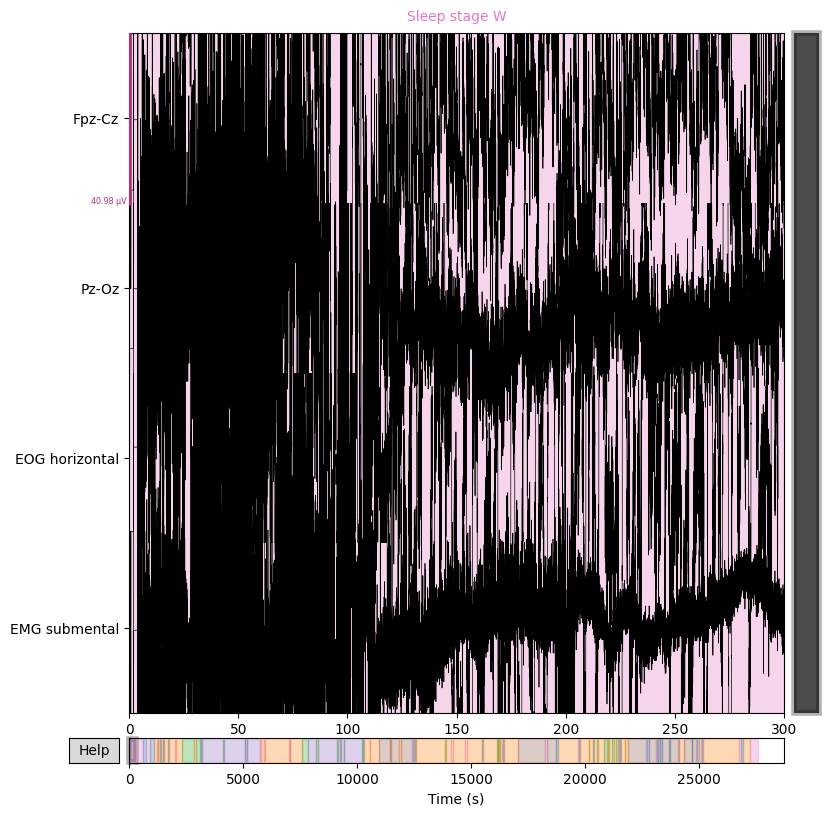 Sleep stage W
Fpz-Cz
40.98 µV
Pz-Oz
EOG horizontal
EMG submental
0 50 100 150 200 250 300
Help
0 5000 10000 15000 20000 25000
Time (s)